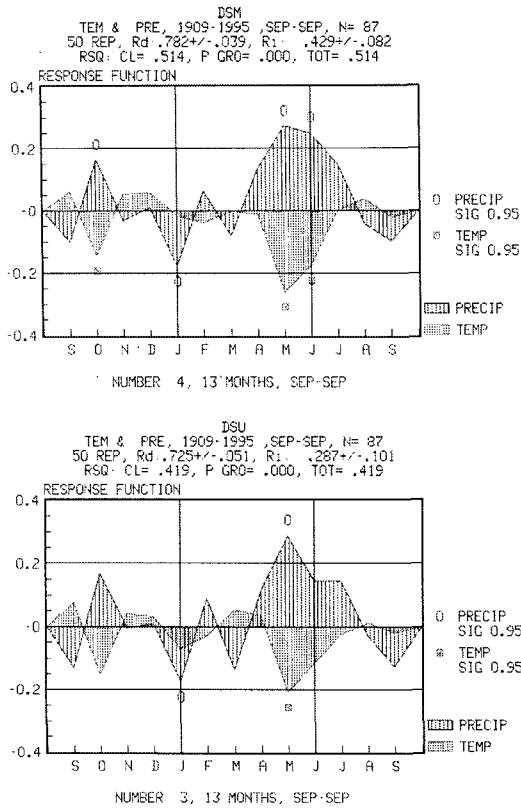 DSM
TEM & PRE, 1909-1995 ,SEP-SEP, N= 87
50 REP, Rd .782+/-.039, Ri .429+/-.082
RSQ: CL= .514, P GRO= .000, TOT= .514
RESPONSE FUNCTION
0.4
0.2
-0
-0.2
-0.4
S O N D J F M A M J J A S
PRECIP
SIG 0.95
TEMP
SIG 0.95
PRECIP
TEMP
NUMBER 4, 13 MONTHS, SEP-SEP
DSU
TEM & PRE, 1909-1995 ,SEP-SEP, N= 87
50 REP, Rd .725+/-.051, Ri .287+/-.101
RSQ: CL= .419, P GRO= .000, TOT= .419
RESPONSE FUNCTION
0.4
0.2
-0
-0.2
-0.4
S O N D J F M A M J J A S
PRECIP
SIG 0.95
TEMP
SIG 0.95
PRECIP
TEMP
NUMBER 3, 13 MONTHS, SEP-SEP